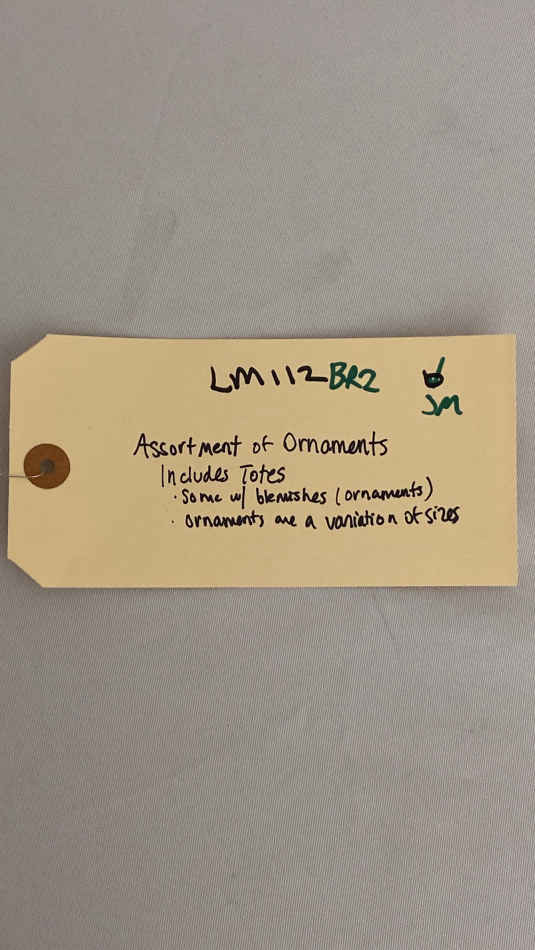 LM112BR2
JM
Assortment of Ornaments
Includes Totes
· Some w/ blemishes (ornaments)
· ornaments are a variation of sizes